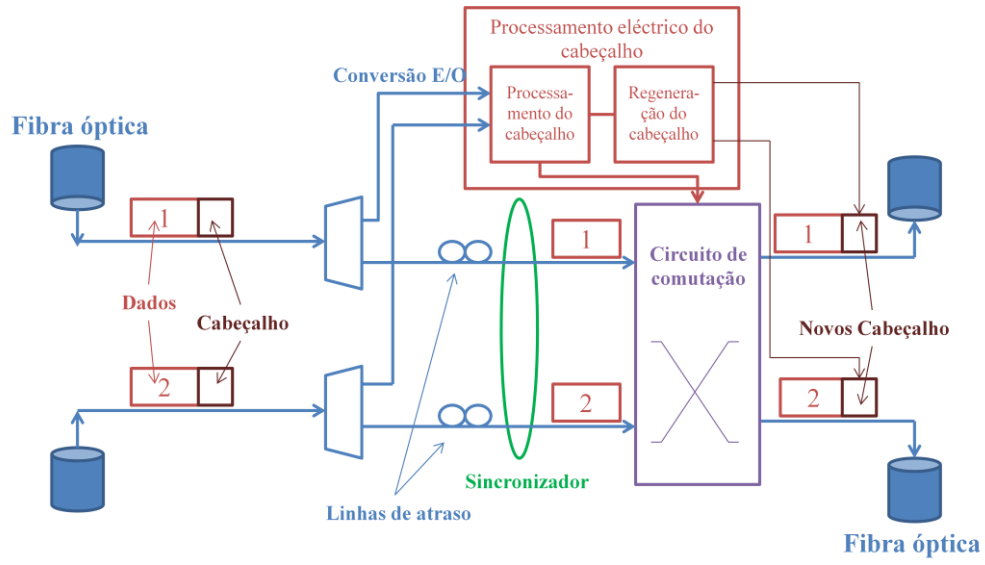 Processamento eléctrico do
cabeçalho
Conversão E/O
Processa-
mento do
cabeçalho
Regenera-
ção do
cabeçalho
Fibra óptica
1
1
1
Circuito de
comutação
Dados
Cabeçalho
Novos Cabeçalho
2
2
2
Sincronizador
Linhas de atraso
Fibra óptica